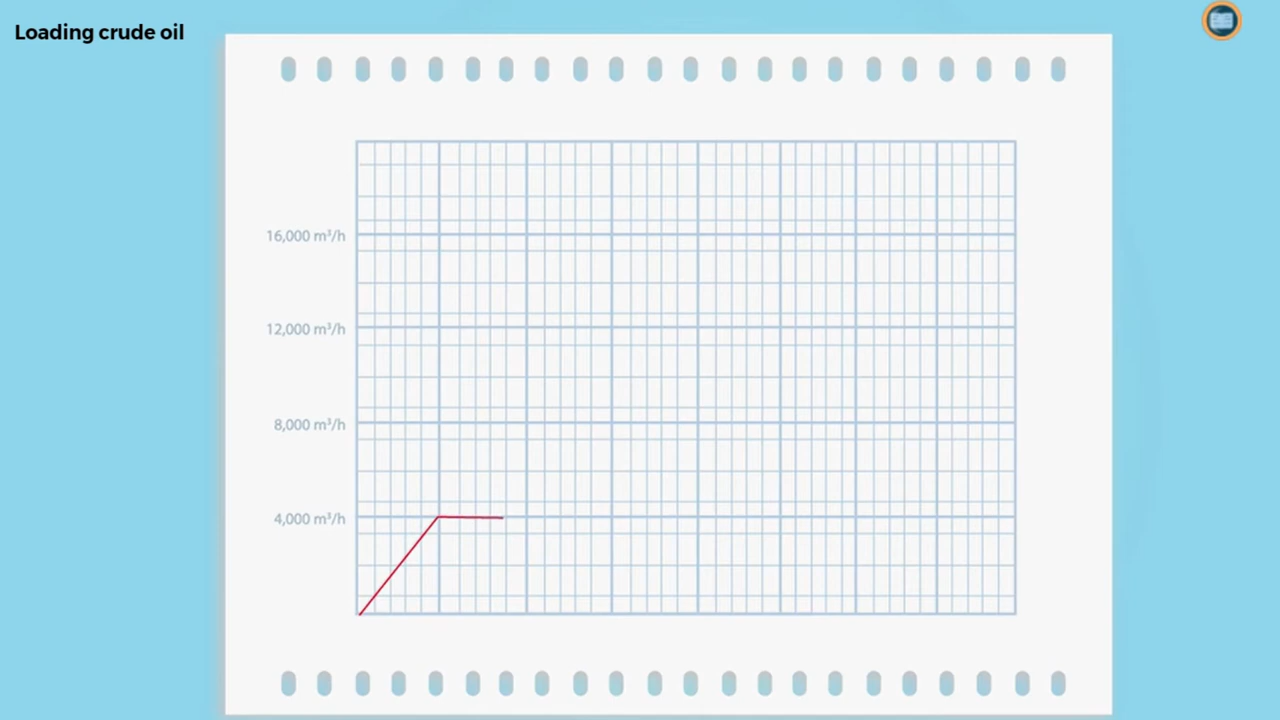 Loading crude oil
16,000 m³/h
12,000 m³/h
8,000 m³/h
4,000 m³/h